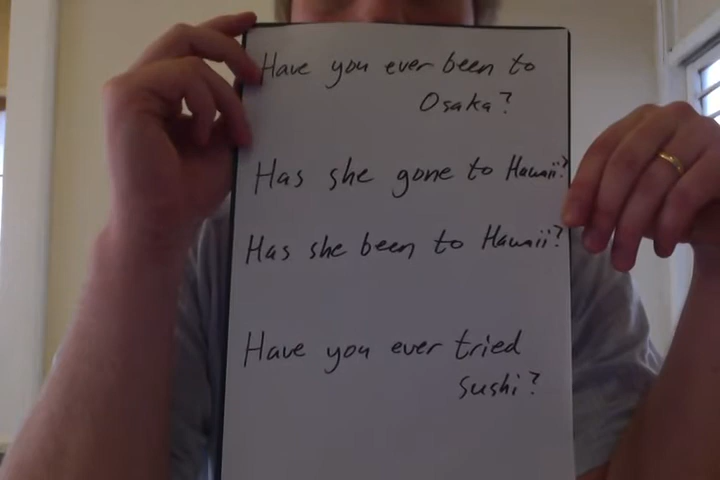 Have you ever been to
Osaka?
Has she gone to Hawaii?
Has she been to Hawaii?
Have you ever tried
sushi?